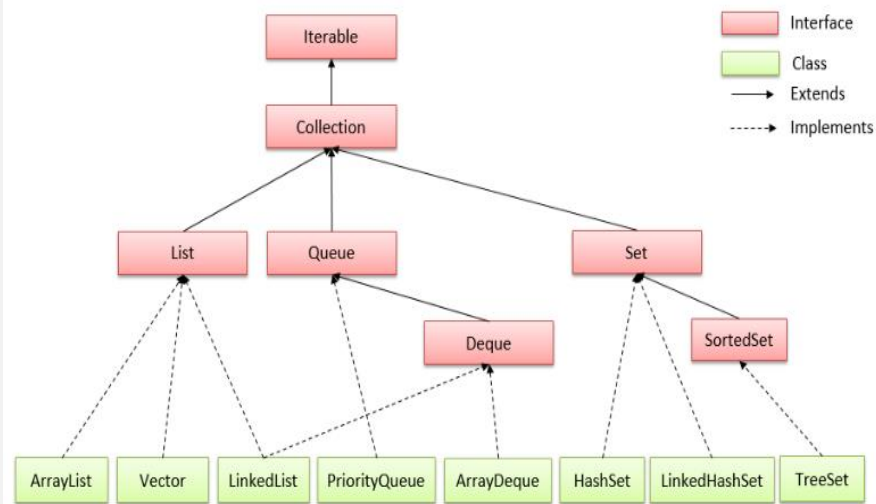 Iterable
Interface
Class
Extends
Collection
Implements
List
Queue
Set
Deque
SortedSet
ArrayList
Vector
LinkedList
PriorityQueue
ArrayDeque
HashSet
LinkedHashSet
TreeSet